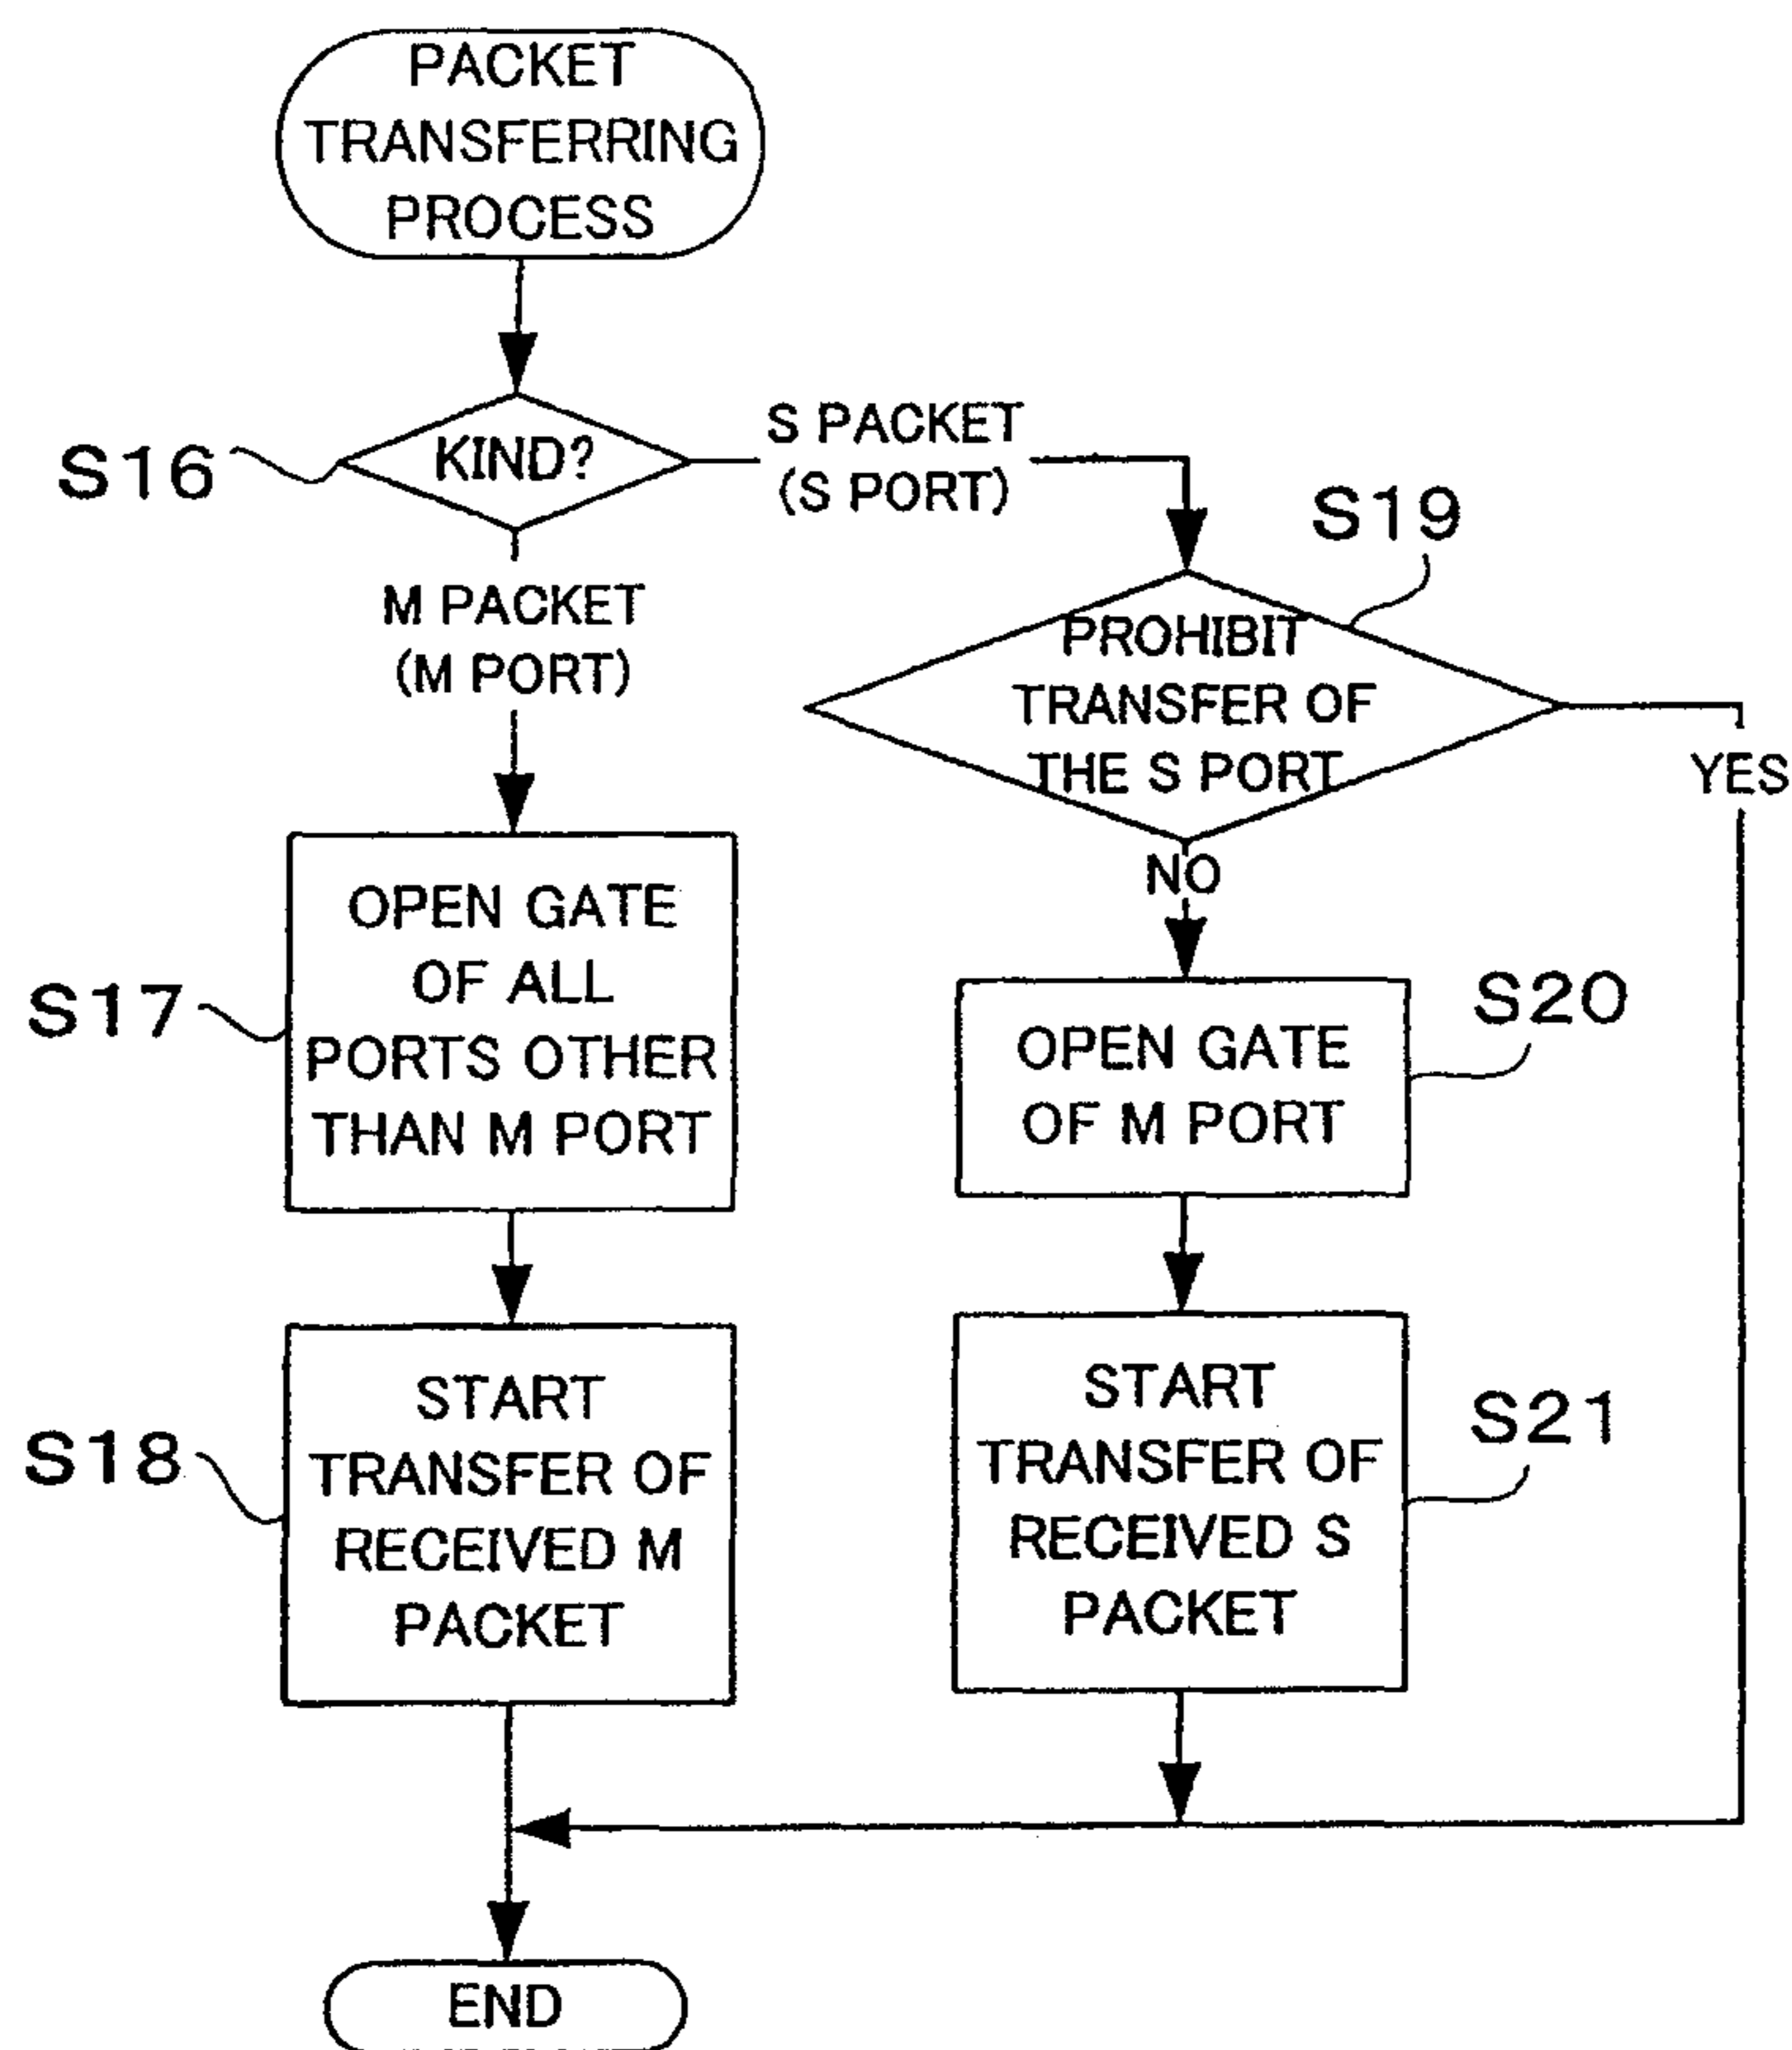 PACKET
TRANSFERRING
PROCESS
S16
KIND?
S PACKET
(S PORT)
M PACKET
(M PORT)
S19
PROHIBIT
TRANSFER OF
THE S PORT
YES
NO
S17
OPEN GATE
OF ALL
PORTS OTHER
THAN M PORT
S20
OPEN GATE
OF M PORT
S18
START
TRANSFER OF
RECEIVED M
PACKET
S21
START
TRANSFER OF
RECEIVED S
PACKET
END